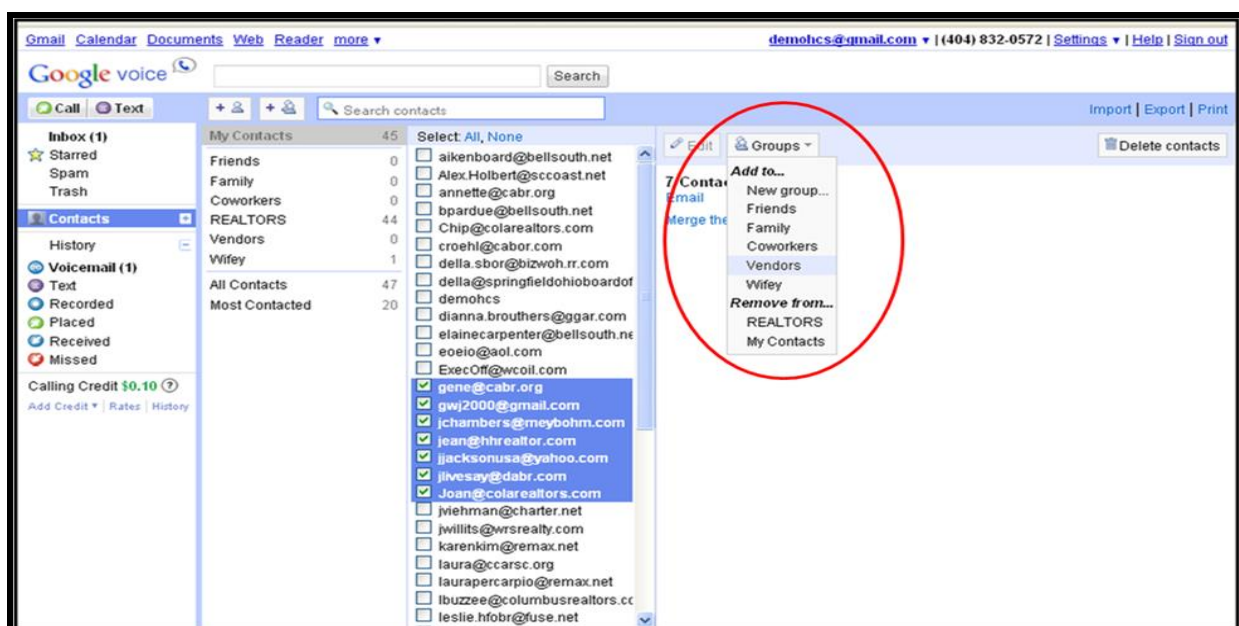 Gmail Calendar Documents Web Reader more ▾
demohcs@gmail.com ▾ | (404) 832-0572 | Settings ▾ | Help | Sign out
Google voice
Search
Call Text
+ +
Search contacts
Import | Export | Print
Inbox (1)
Starred
Spam
Trash
Contacts +
History −
Voicemail (1)
Text
Recorded
Placed
Received
Missed
Calling Credit $0.10 ?
Add Credit ▾ | Rates | History
My Contacts 45
Friends 0
Family 0
Coworkers 0
REALTORS 44
Vendors 0
Wifey 1
All Contacts 47
Most Contacted 20
Select: All, None
aikenboard@bellsouth.net
Alex.Holbert@sccoast.net
annette@cabr.org
bpardue@bellsouth.net
Chip@colarealtors.com
croehl@cabor.com
della.sbor@bizwoh.rr.com
della@springfieldohioboardof
demohcs
dianna.brouthers@ggar.com
elainecarpenter@bellsouth.ne
eoeio@aol.com
ExecOff@wcoil.com
gene@cabr.org
gwj2000@gmail.com
jchambers@meybohm.com
jean@hhrealtor.com
jjacksonusa@yahoo.com
jlivesay@dabr.com
Joan@colarealtors.com
jviehman@charter.net
jwillits@wrsrealty.com
karenkim@remax.net
laura@ccarsc.org
laurapercarpio@remax.net
lbuzzee@columbusrealtors.cc
leslie.hfobr@fuse.net
Edit
Groups ▾
Delete contacts
7 Conta
Email
Merge the
Add to...
New group...
Friends
Family
Coworkers
Vendors
Wifey
Remove from...
REALTORS
My Contacts